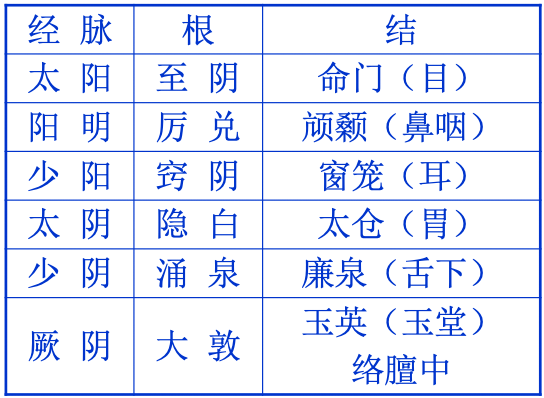 经 脉 根 结
太 阳 至 阴 命门（目）
阳 明 厉 兑 颃颡（鼻咽）
少 阳 窍 阴 窗笼（耳）
太 阴 隐 白 太仓（胃）
少 阴 涌 泉 廉泉（舌下）
厥 阴 大 敦 玉英（玉堂）
络膻中